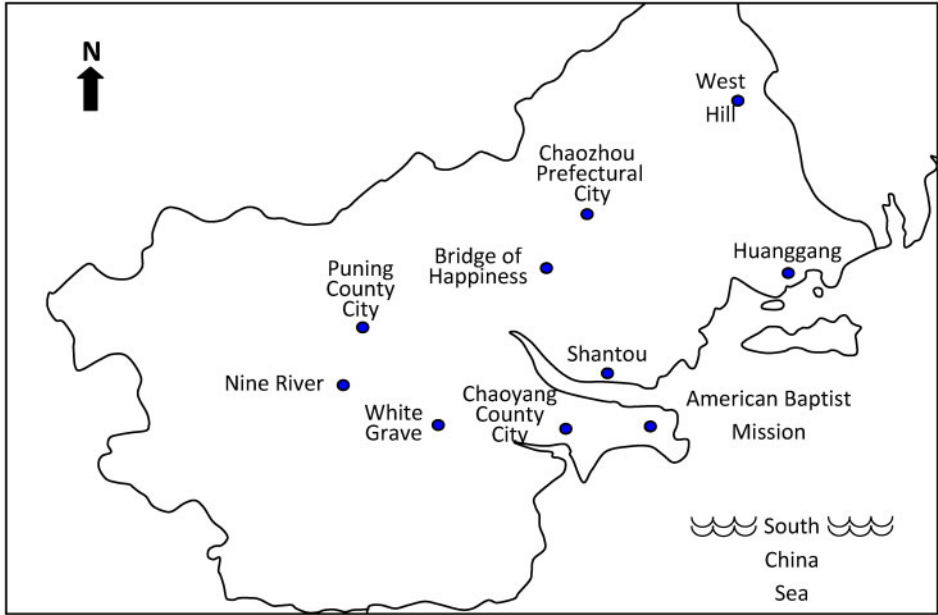 N
West
Hill
Chaozhou
Prefectural
City
Bridge of
Happiness
Huanggang
Puning
County
City
Nine River
White
Grave
Shantou
Chaoyang
County
City
American Baptist
Mission
South
China
Sea